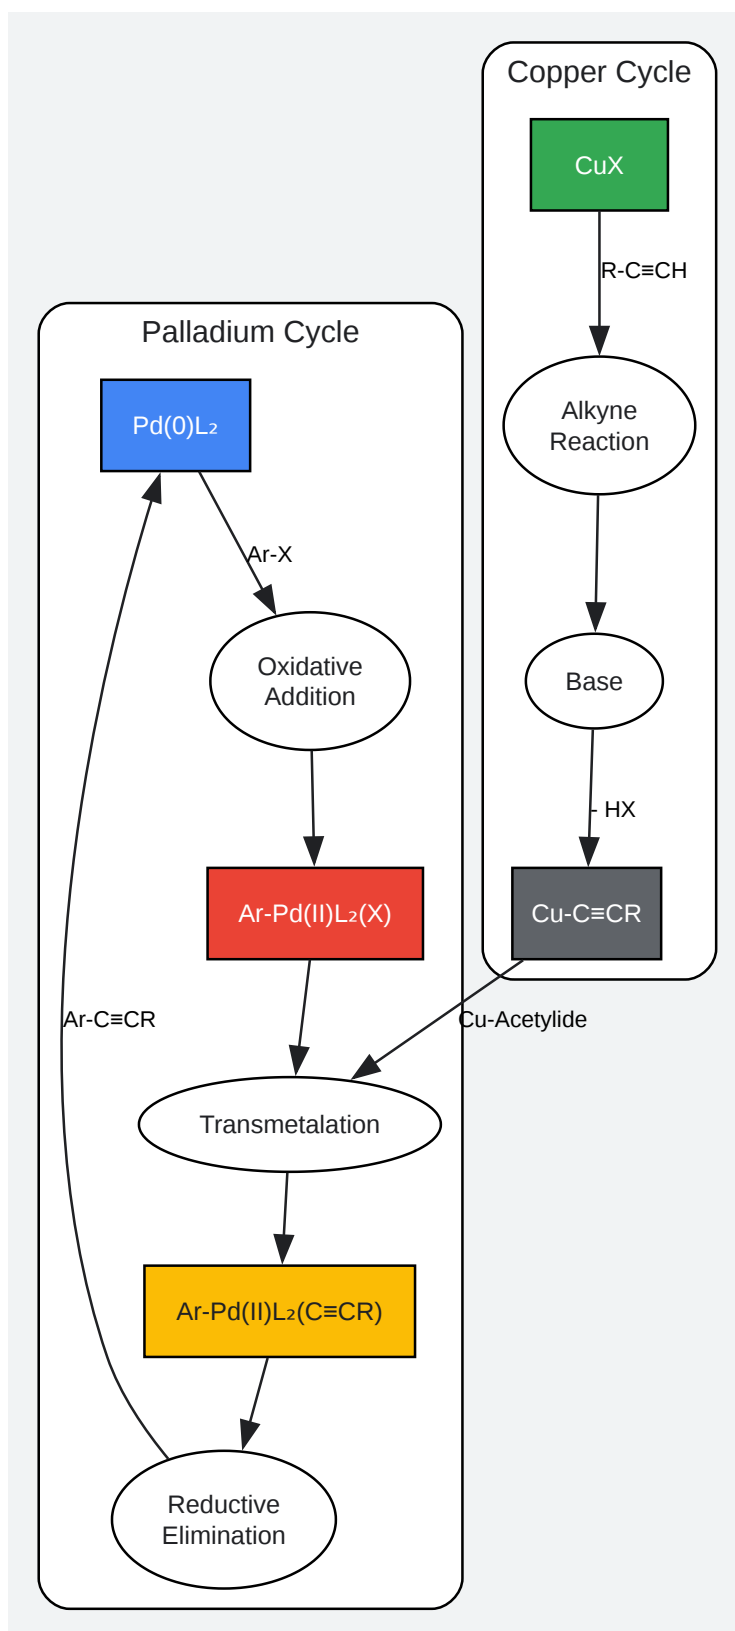 Copper Cycle
CuX
R-C≡CH
Alkyne
Reaction
Base
- HX
Cu-C≡CR
Cu-Acetylide
Palladium Cycle
Pd(0)L₂
Ar-X
Oxidative
Addition
Ar-Pd(II)L₂(X)
Ar-C≡CR
Transmetalation
Ar-Pd(II)L₂(C≡CR)
Reductive
Elimination